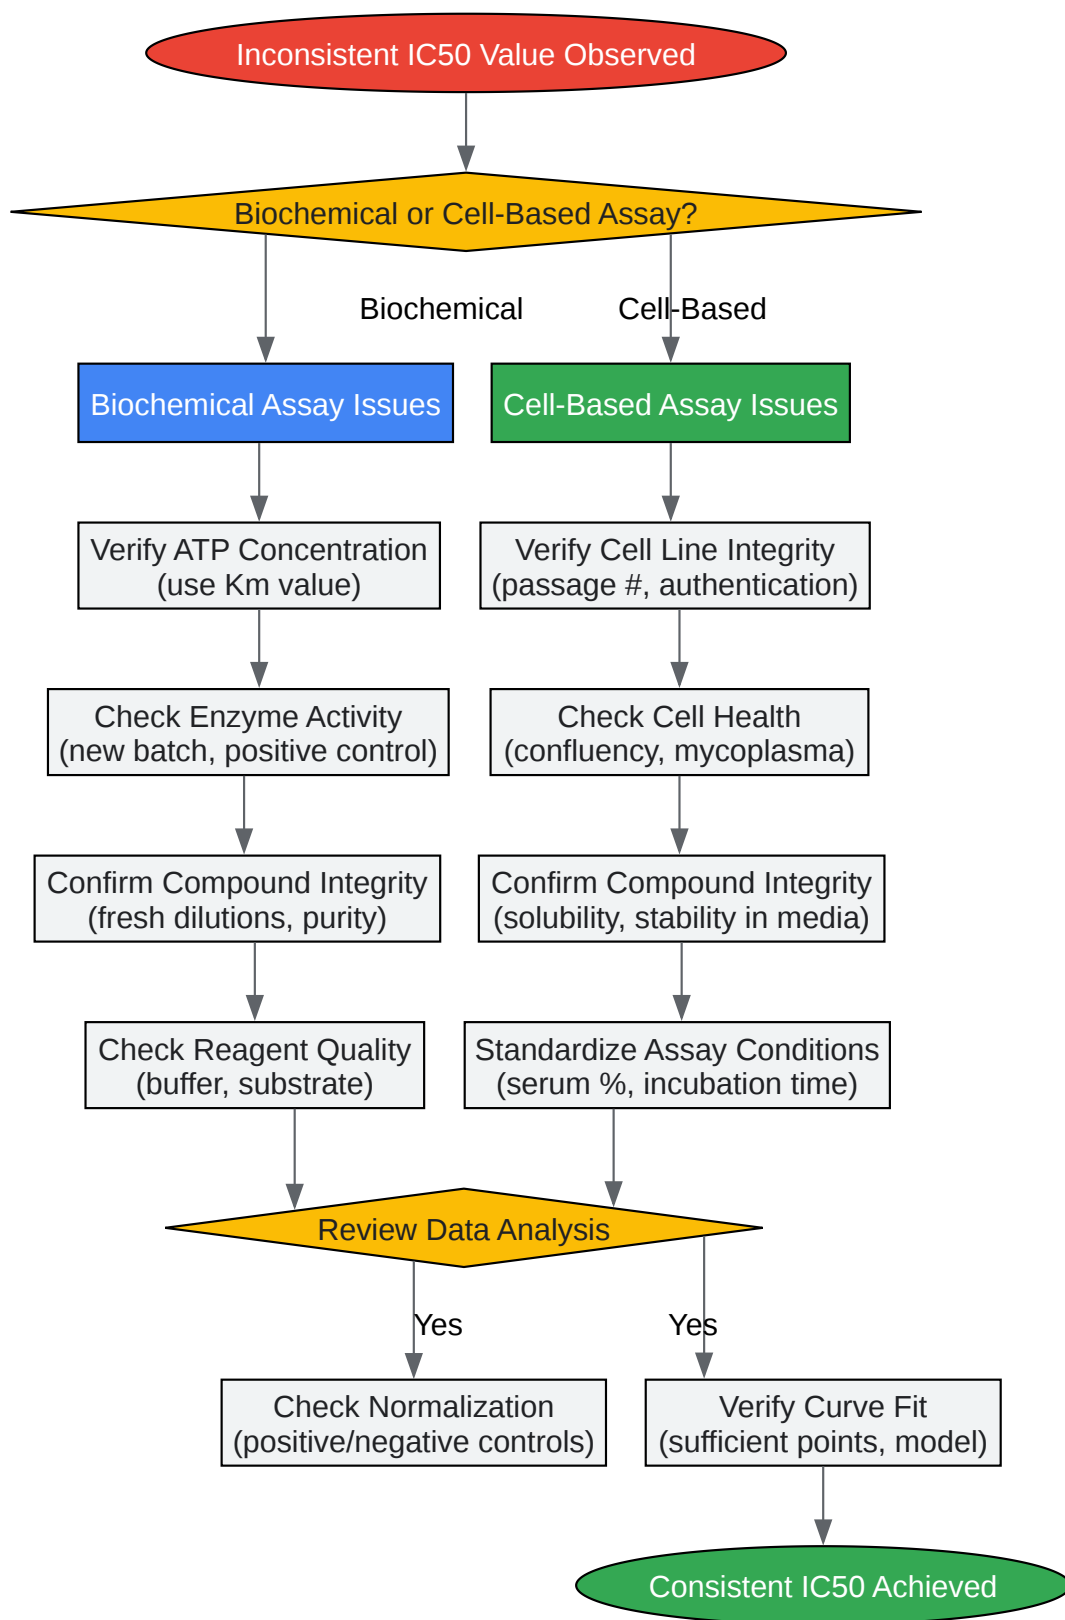 Inconsistent IC50 Value Observed
Biochemical or Cell-Based Assay?
Biochemical
Cell-Based
Biochemical Assay Issues
Cell-Based Assay Issues
Verify ATP Concentration
(use Km value)
Verify Cell Line Integrity
(passage #, authentication)
Check Enzyme Activity
(new batch, positive control)
Check Cell Health
(confluency, mycoplasma)
Confirm Compound Integrity
(fresh dilutions, purity)
Confirm Compound Integrity
(solubility, stability in media)
Check Reagent Quality
(buffer, substrate)
Standardize Assay Conditions
(serum %, incubation time)
Review Data Analysis
Yes
Yes
Check Normalization
(positive/negative controls)
Verify Curve Fit
(sufficient points, model)
Consistent IC50 Achieved